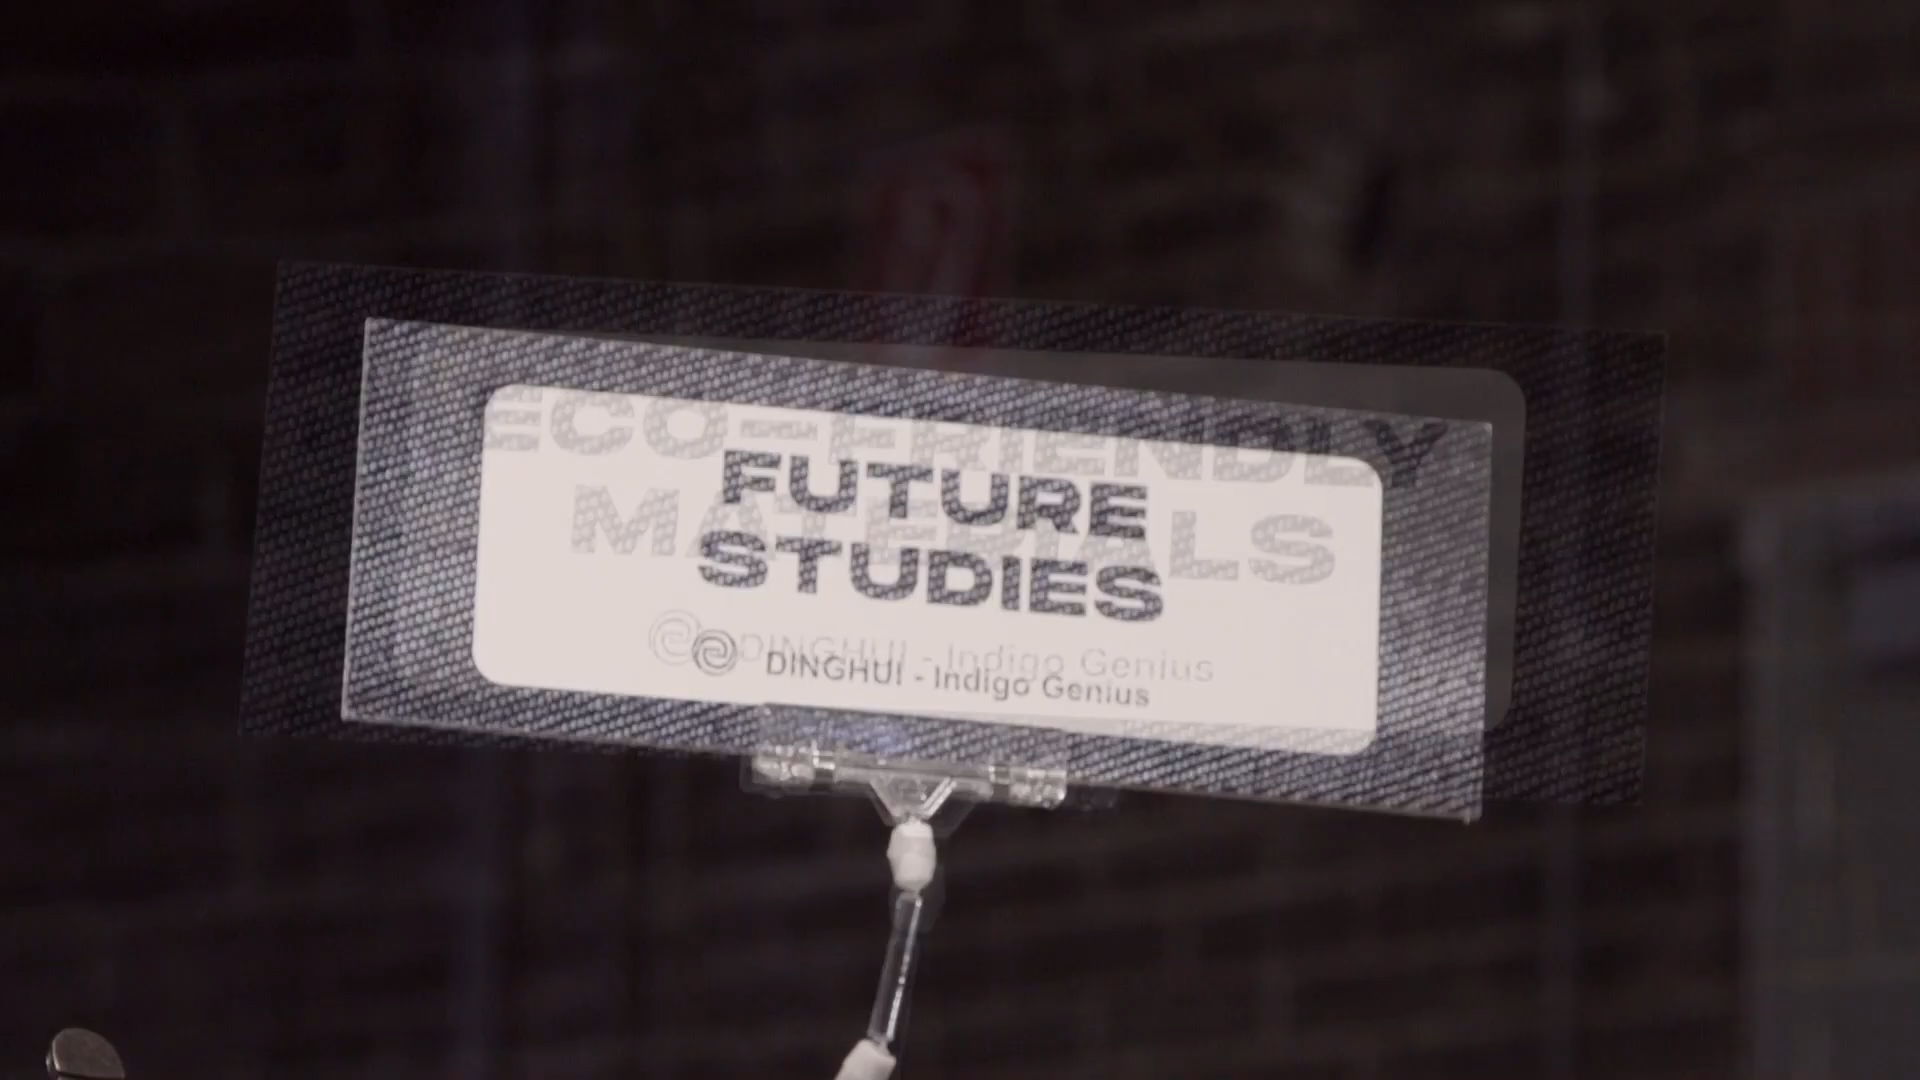 ECO-FRIENDLY
MATERIALS
DINGHUI - Indigo Genius
FUTURE
STUDIES
DINGHUI - Indigo Genius